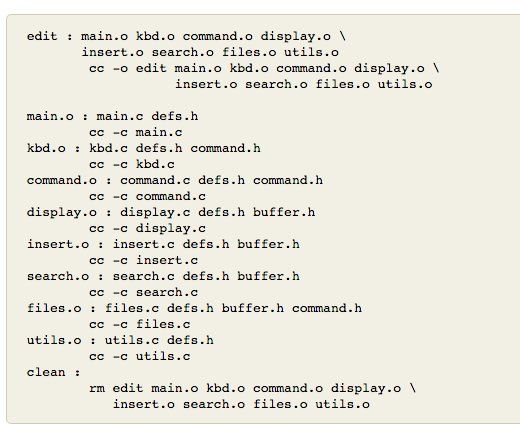 edit : main.o kbd.o command.o display.o \
insert.o search.o files.o utils.o
cc -o edit main.o kbd.o command.o display.o \
insert.o search.o files.o utils.o
main.o : main.c defs.h
cc -c main.c
kbd.o : kbd.c defs.h command.h
cc -c kbd.c
command.o : command.c defs.h command.h
cc -c command.c
display.o : display.c defs.h buffer.h
cc -c display.c
insert.o : insert.c defs.h buffer.h
cc -c insert.c
search.o : search.c defs.h buffer.h
cc -c search.c
files.o : files.c defs.h buffer.h command.h
cc -c files.c
utils.o : utils.c defs.h
cc -c utils.c
clean :
rm edit main.o kbd.o command.o display.o \
insert.o search.o files.o utils.o